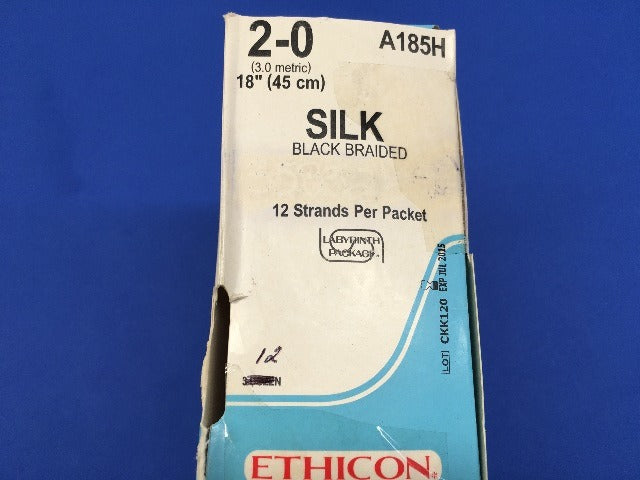 2-0
A185H
(3.0 metric)
18" (45 cm)
SILK
BLACK BRAIDED
12 Strands Per Packet
LABYRINTH
PACKAGE
EXP JUL 2015
LOT CKK120
12
ETHICON